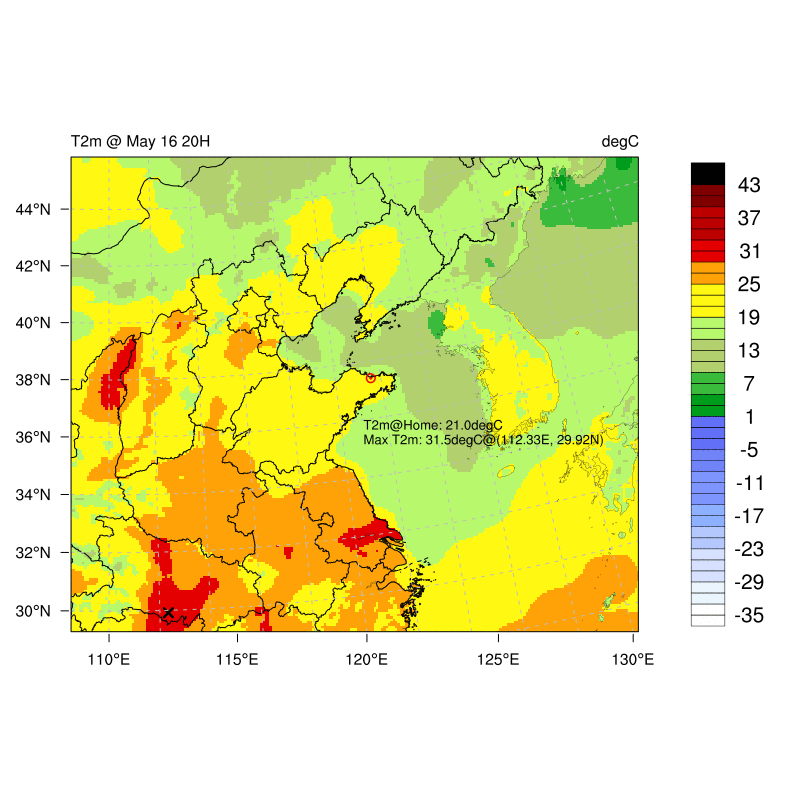 T2m @ May 16 20H
degC
44°N
42°N
40°N
38°N
36°N
34°N
32°N
30°N
110°E
115°E
120°E
125°E
130°E
T2m@Home: 21.0degC
Max T2m: 31.5degC@(112.33E, 29.92N)
43
37
31
25
19
13
7
1
-5
-11
-17
-23
-29
-35